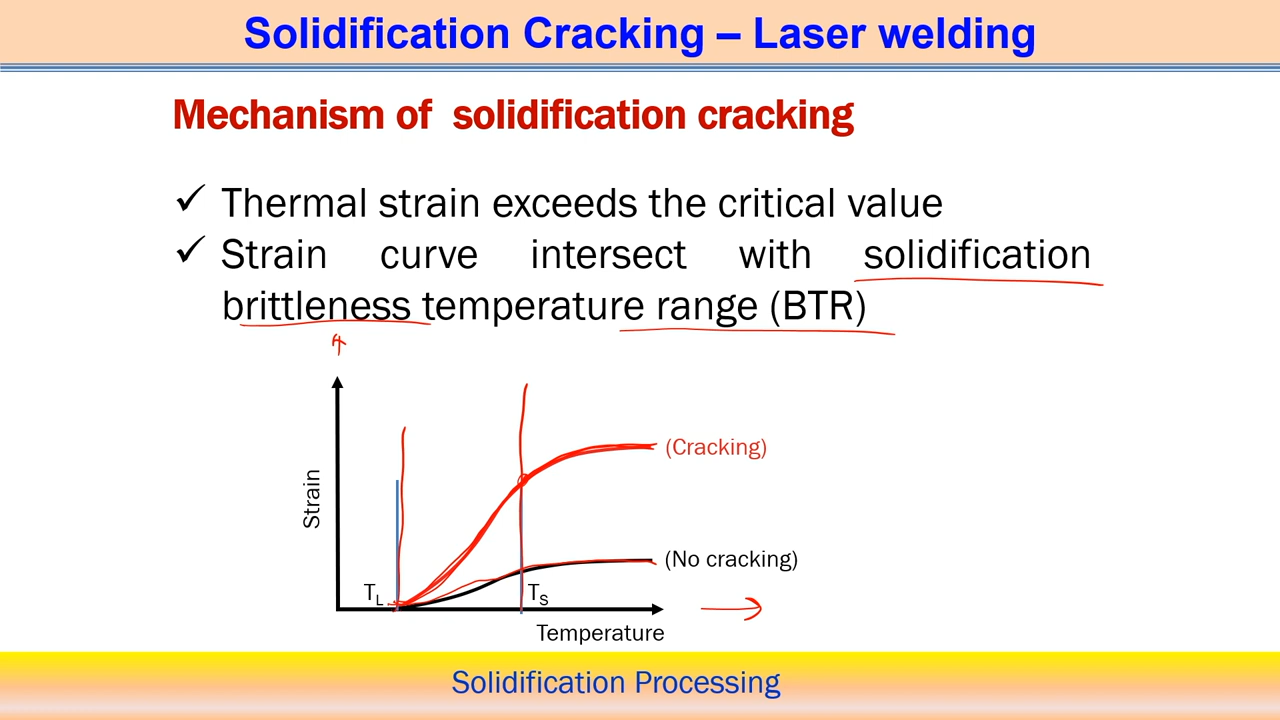 Solidification Cracking – Laser welding
Mechanism of solidification cracking
✓ Thermal strain exceeds the critical value
✓ Strain curve intersect with solidification
brittleness temperature range (BTR)
Strain
(Cracking)
(No cracking)
TL
TS
Temperature
Solidification Processing